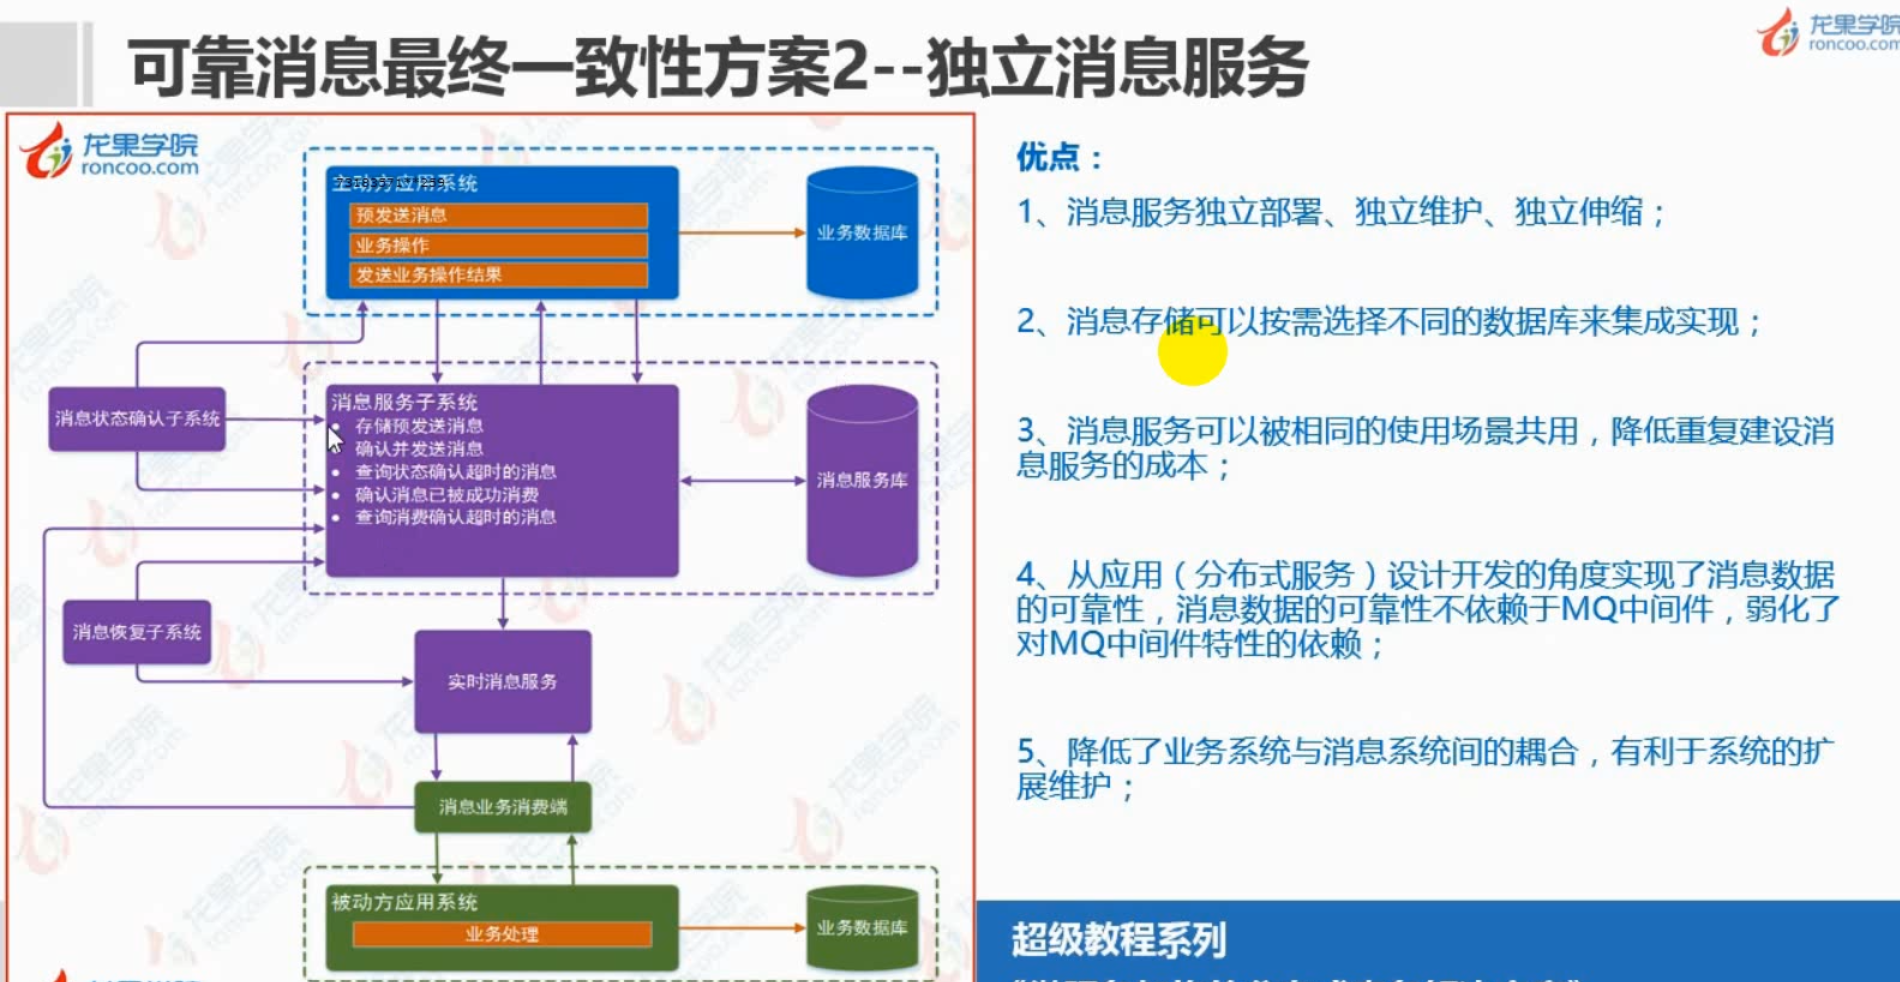 可靠消息最终一致性方案2--独立消息服务
龙果学院
roncoo.com
龙果学院
roncoo.com
主动方应用系统
预发送消息
业务操作
发送业务操作结果
业务数据库
消息状态确认子系统
消息服务子系统
• 存储预发送消息
确认并发送消息
• 查询状态确认超时的消息
• 确认消息已被成功消费
• 查询消费确认超时的消息
消息服务库
消息恢复子系统
实时消息服务
消息业务消费端
被动方应用系统
业务处理
业务数据库
优点：
1、消息服务独立部署、独立维护、独立伸缩；
2、消息存储可以按需选择不同的数据库来集成实现；
3、消息服务可以被相同的使用场景共用，降低重复建设消
息服务的成本；
4、从应用（分布式服务）设计开发的角度实现了消息数据
的可靠性，消息数据的可靠性不依赖于MQ中间件，弱化了
对MQ中间件特性的依赖；
5、降低了业务系统与消息系统间的耦合，有利于系统的扩
展维护；
超级教程系列